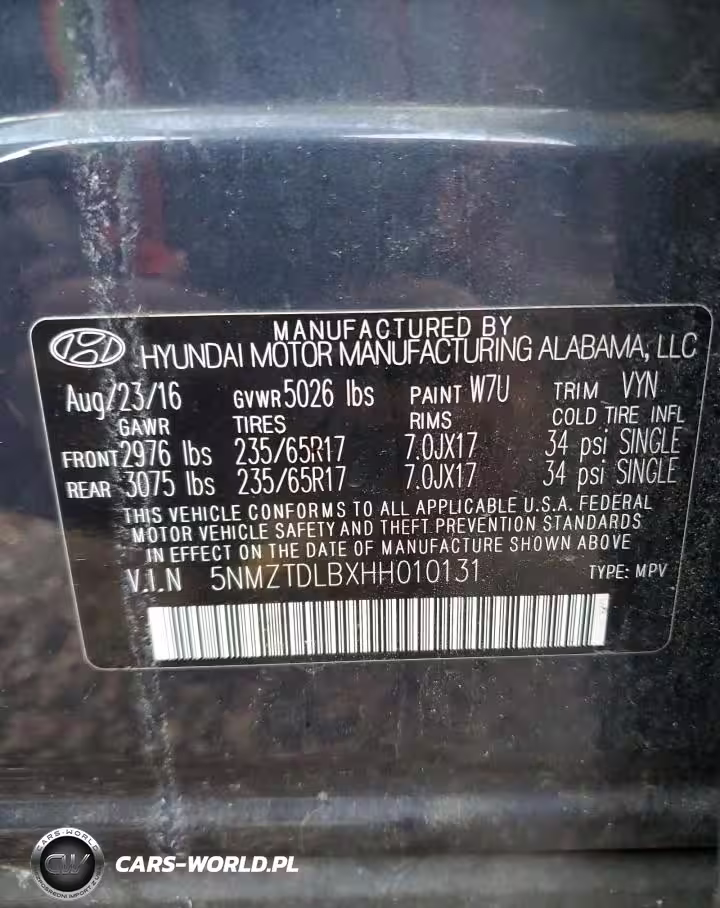 MANUFACTURED BY
HYUNDAI MOTOR MANUFACTURING ALABAMA, LLC
Aug/23/16 GVWR 5026 lbs PAINT W7U TRIM VYN
GAWR TIRES RIMS COLD TIRE INFL
FRONT 2976 lbs 235/65R17 7.0JX17 34 psi SINGLE
REAR 3075 lbs 235/65R17 7.0JX17 34 psi SINGLE
THIS VEHICLE CONFORMS TO ALL APPLICABLE U.S.A. FEDERAL
MOTOR VEHICLE SAFETY AND THEFT PREVENTION STANDARDS
IN EFFECT ON THE DATE OF MANUFACTURE SHOWN ABOVE
V.I.N 5NMZTDLBXHH010131 TYPE: MPV
CARS-WORLD
CW
CARS-WORLD.PL